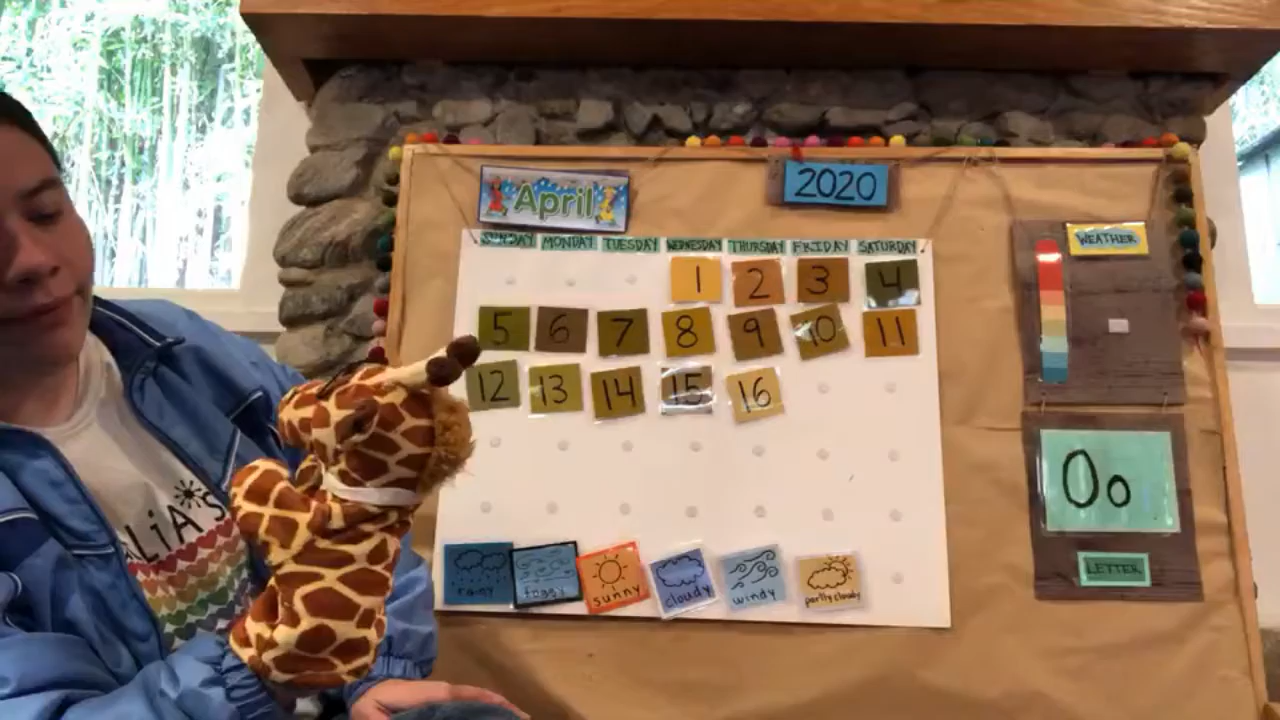 April
2020
SUNDAY MONDAY TUESDAY WEDNESDAY THURSDAY FRIDAY SATURDAY
1 2 3 4
5 6 7 8 9 10 11
12 13 14 15 16
WEATHER
Oo
LETTER
LiA'S
rainy foggy sunny cloudy windy partly cloudy